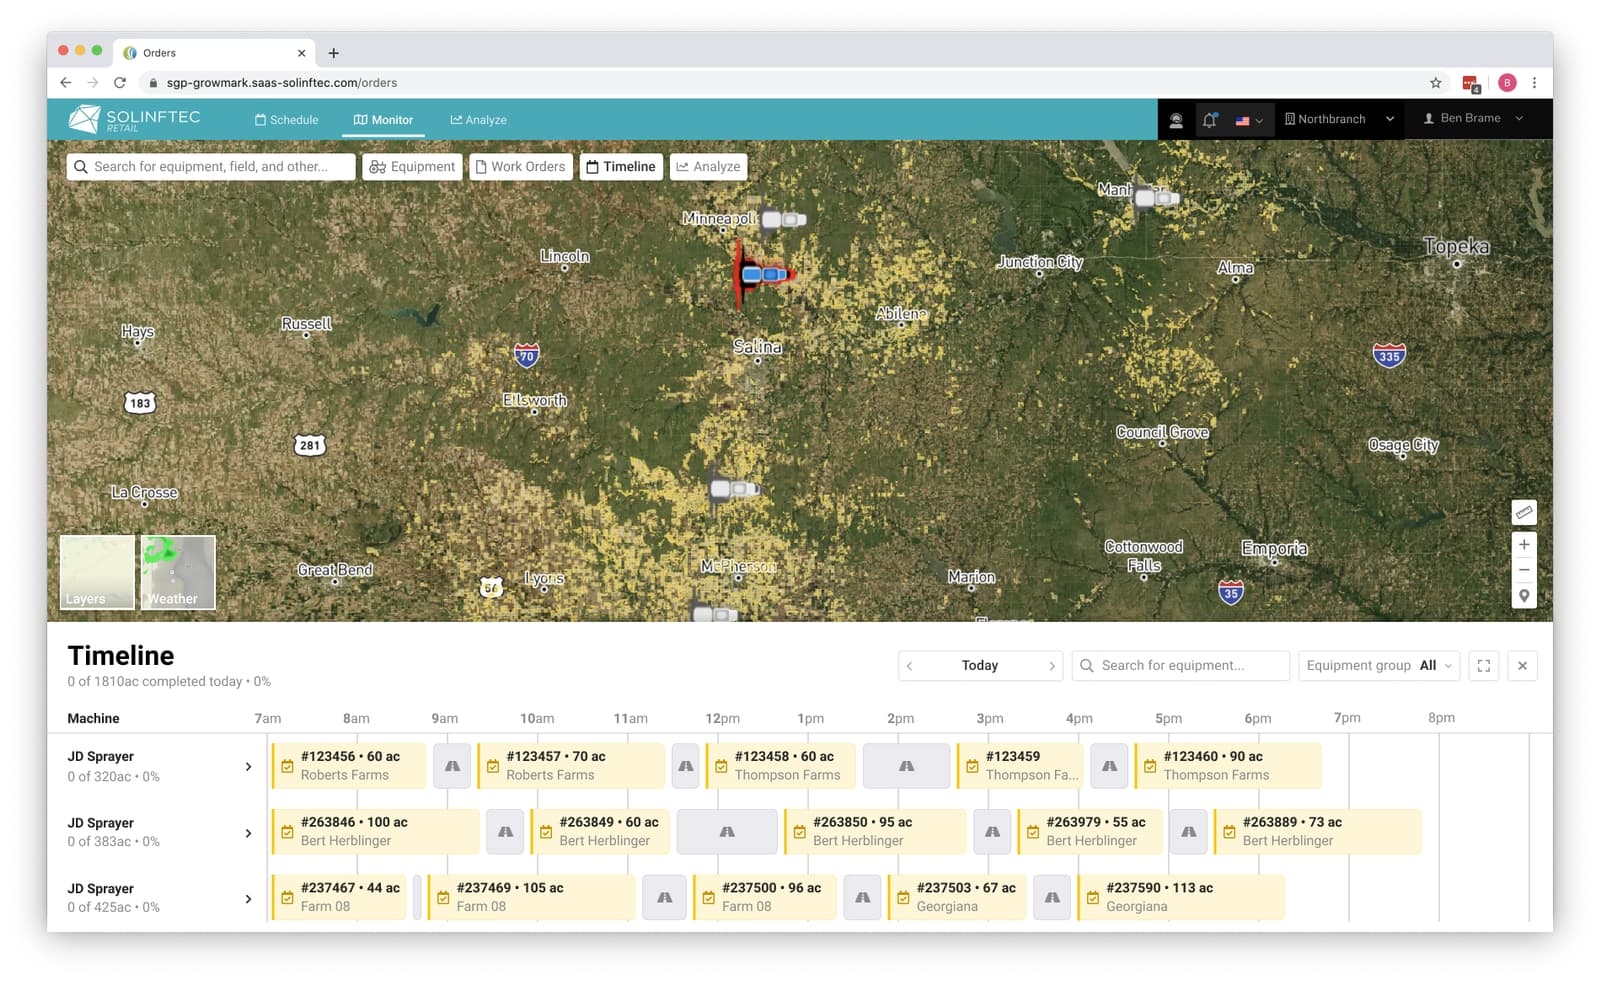 Orders
sgp-growmark.saas-solinftec.com/orders
4
B
SOLINFTEC
RETAIL
Schedule
Monitor
Analyze
Northbranch
Ben Brame
Search for equipment, field, and other...
Equipment
Work Orders
Timeline
Analyze
Minneapol
Lincoln
Junction City
Alma
Topeka
Hays
Russell
Abilene
Salina
70
335
183
Ellsworth
281
Council Grove
Osage City
La Crosse
Great Bend
Lyons
56
McPherson
Marion
Cottonwood
Falls
Emporia
35
Layers
Weather
Timeline
0 of 1810ac completed today • 0%
Today
Search for equipment...
Equipment group All
Machine 7am 8am 9am 10am 11am 12pm 1pm 2pm 3pm 4pm 5pm 6pm 7pm 8pm
JD Sprayer
0 of 320ac • 0%
#123456 • 60 ac
Roberts Farms
#123457 • 70 ac
Roberts Farms
#123458 • 60 ac
Thompson Farms
#123459
Thompson Fa...
#123460 • 90 ac
Thompson Farms
JD Sprayer
0 of 383ac • 0%
#263846 • 100 ac
Bert Herblinger
#263849 • 60 ac
Bert Herblinger
#263850 • 95 ac
Bert Herblinger
#263979 • 55 ac
Bert Herblinger
#263889 • 73 ac
Bert Herblinger
JD Sprayer
0 of 425ac • 0%
#237467 • 44 ac
Farm 08
#237469 • 105 ac
Farm 08
#237500 • 96 ac
Farm 08
#237503 • 67 ac
Georgiana
#237590 • 113 ac
Georgiana